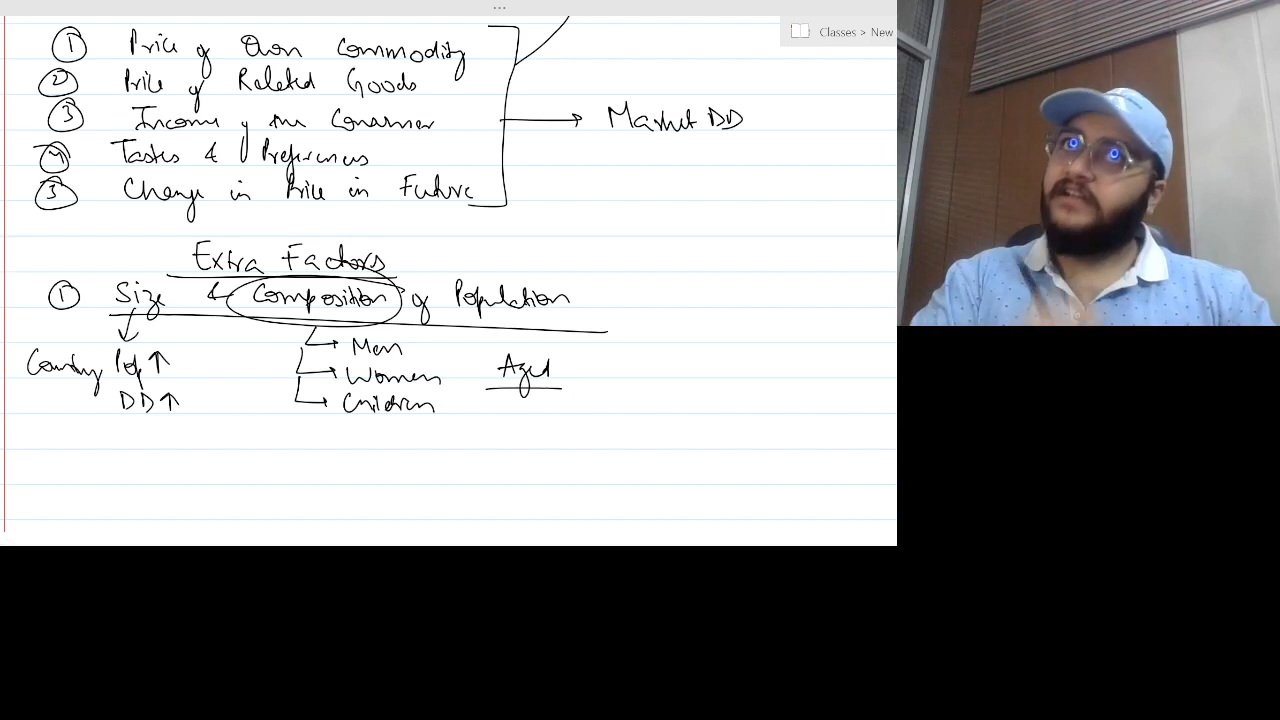 Classes > New
① Price of Own Commodity
② Price of Related Goods
③ Income of the Consumer
④ Tastes & Preferences
⑤ Change in Price in Future
→ Market DD
Extra Factors
① Size & Composition of Population
Country Pop ↑
DD ↑
→ Men
→ Women
→ Children
Aged